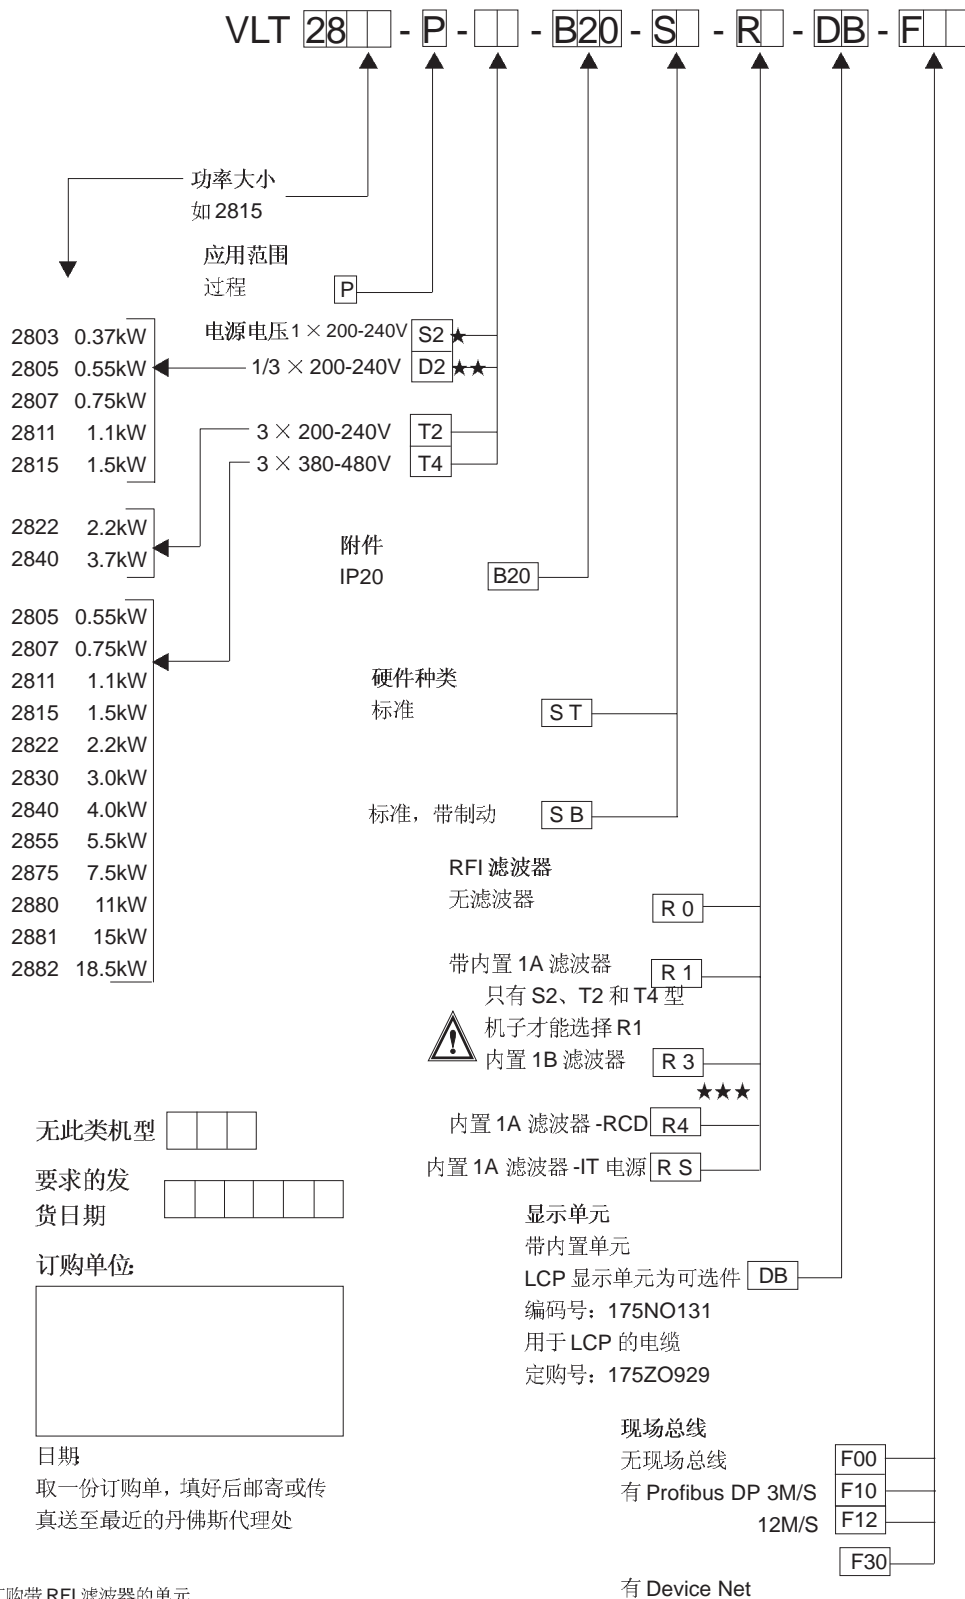 VLT 28 - P - - B20 - S - R - DB - F
功率大小
如 2815
应用范围
过程 P
电源电压 1 × 200-240V S2 ★
1/3 × 200-240V D2 ★★
3 × 200-240V T2
3 × 380-480V T4
2803 0.37kW
2805 0.55kW
2807 0.75kW
2811 1.1kW
2815 1.5kW
2822 2.2kW
2840 3.7kW
2805 0.55kW
2807 0.75kW
2811 1.1kW
2815 1.5kW
2822 2.2kW
2830 3.0kW
2840 4.0kW
2855 5.5kW
2875 7.5kW
2880 11kW
2881 15kW
2882 18.5kW
附件
IP20 B20
硬件种类
标准 S T
标准，带制动 S B
RFI 滤波器
无滤波器 R 0
带内置 1A 滤波器 R 1
只有 S2、T2 和 T4 型
机子才能选择 R1
内置 1B 滤波器 R 3
★★★
内置 1A 滤波器 -RCD R4
内置 1A 滤波器 -IT 电源 R S
显示单元
带内置单元
LCP 显示单元为可选件 DB
编码号：175NO131
用于 LCP 的电缆
定购号：175ZO929
现场总线
无现场总线 F00
有 Profibus DP 3M/S F10
12M/S F12
F30
有 Device Net
无此类机型
要求的发
货日期
订购单位:
日期:
取一份订购单，填好后邮寄或传
真送至最近的丹佛斯代理处
购带 RFI 滤波器的单元